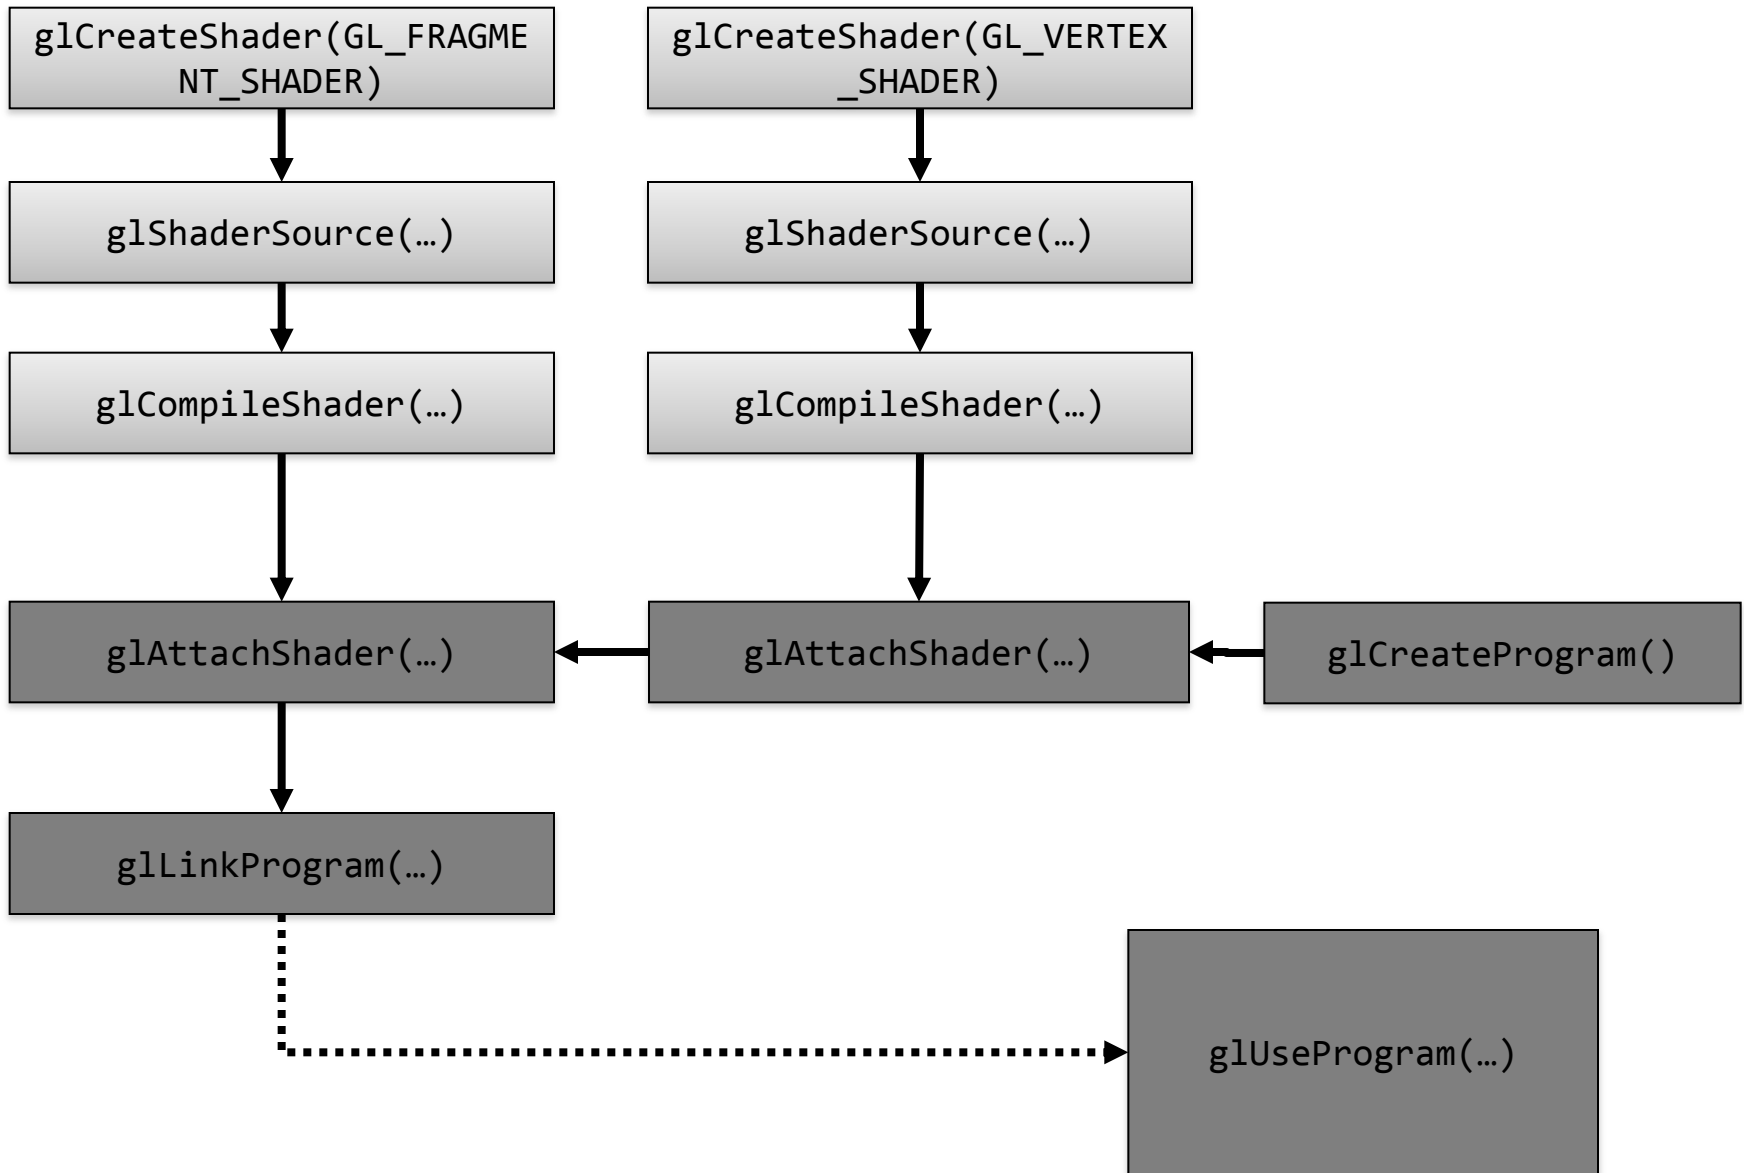 glCreateShader(GL_FRAGME
NT_SHADER)
glCreateShader(GL_VERTEX
_SHADER)
glShaderSource(…)
glShaderSource(…)
glCompileShader(…)
glCompileShader(…)
glAttachShader(…)
glAttachShader(…)
glCreateProgram()
glLinkProgram(…)
glUseProgram(…)